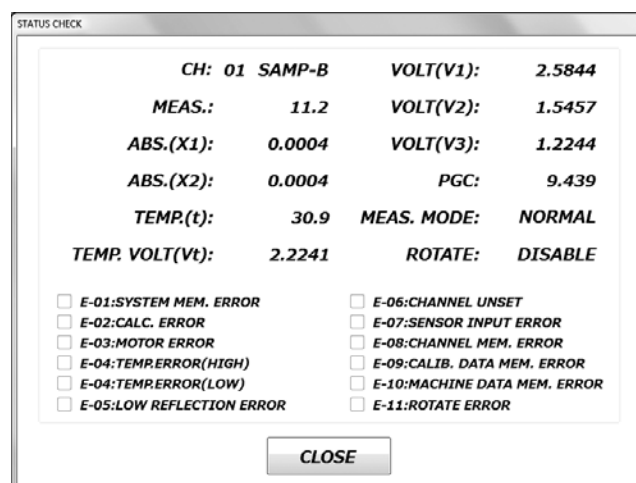 STATUS CHECK
CH: 01 SAMP-B VOLT(V1): 2.5844
MEAS.: 11.2 VOLT(V2): 1.5457
ABS.(X1): 0.0004 VOLT(V3): 1.2244
ABS.(X2): 0.0004 PGC: 9.439
TEMP.(t): 30.9 MEAS. MODE: NORMAL
TEMP. VOLT(Vt): 2.2241 ROTATE: DISABLE
E-01:SYSTEM MEM. ERROR E-06:CHANNEL UNSET
E-02:CALC. ERROR E-07:SENSOR INPUT ERROR
E-03:MOTOR ERROR E-08:CHANNEL MEM. ERROR
E-04:TEMP.ERROR(HIGH) E-09:CALIB. DATA MEM. ERROR
E-04:TEMP.ERROR(LOW) E-10:MACHINE DATA MEM. ERROR
E-05:LOW REFLECTION ERROR E-11:ROTATE ERROR
CLOSE